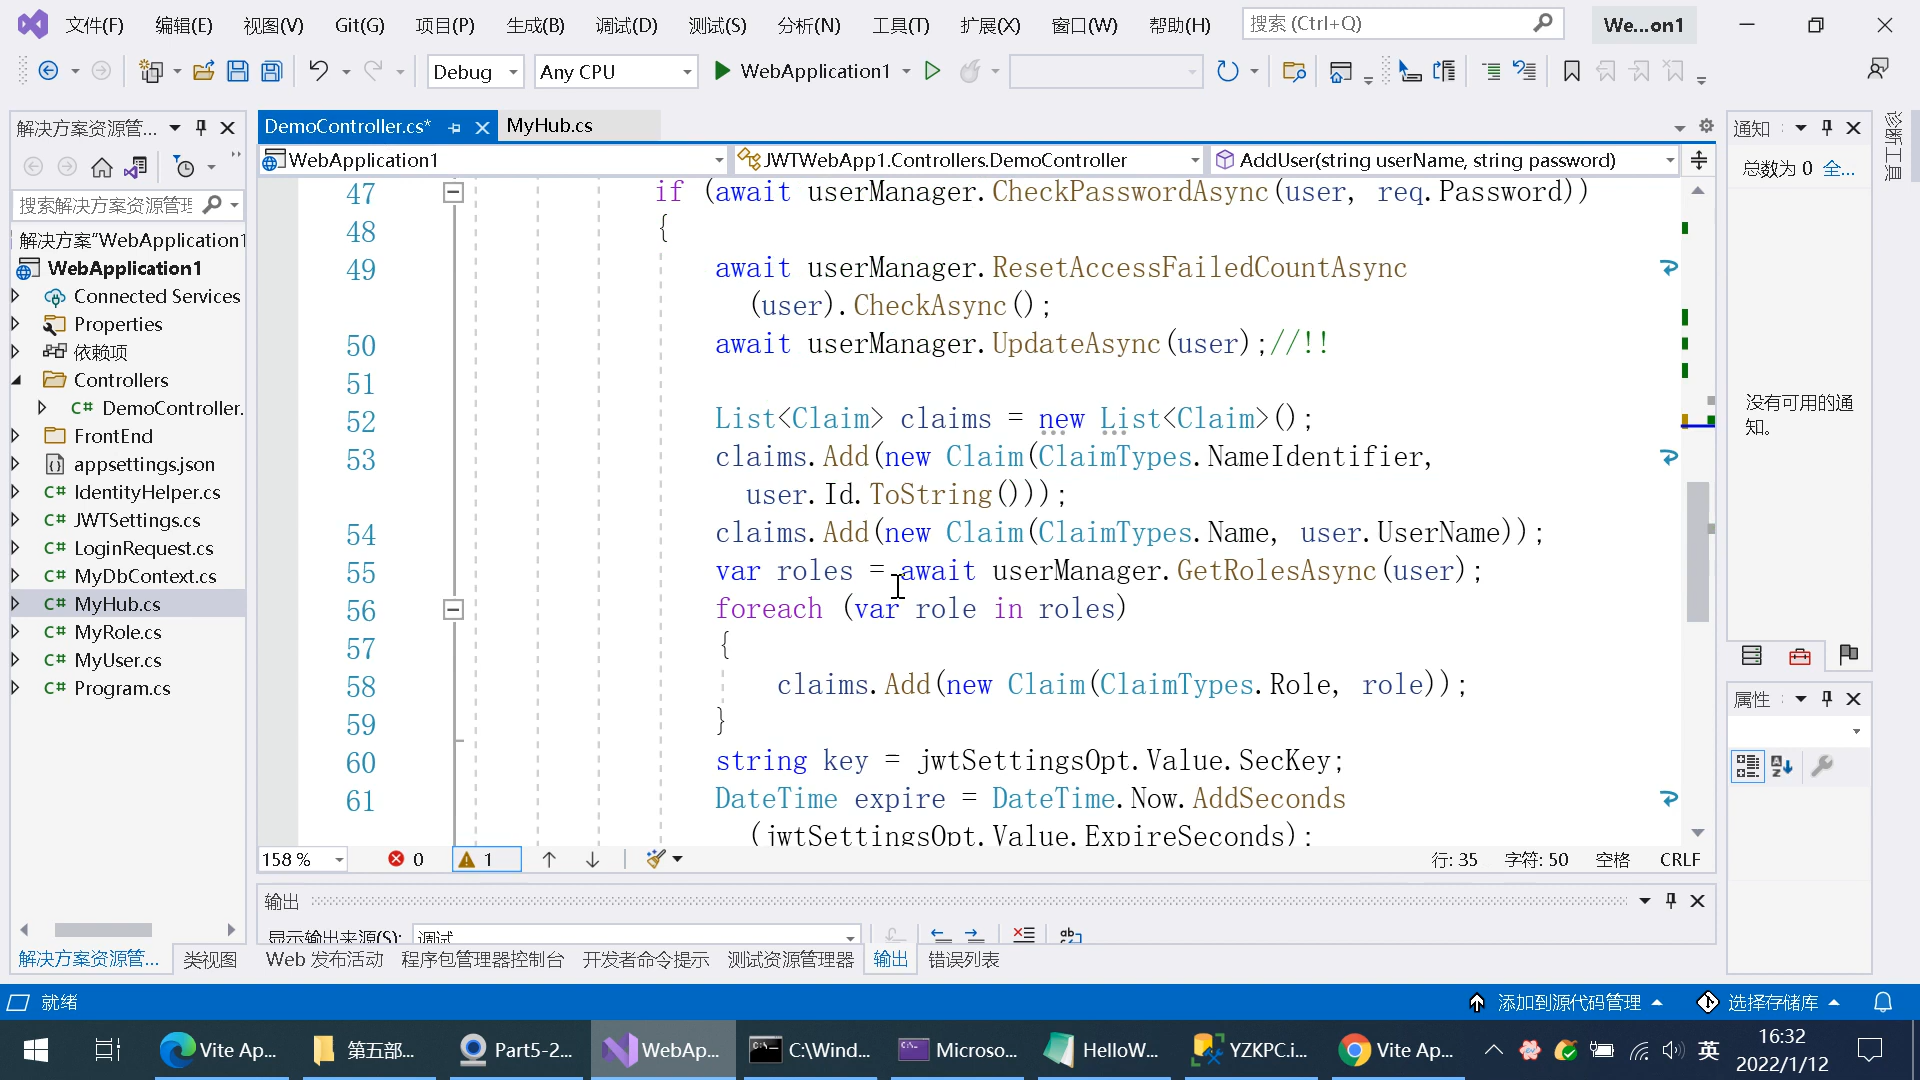 文件(F) 编辑(E) 视图(V) Git(G) 项目(P) 生成(B) 调试(D) 测试(S) 分析(N) 工具(T) 扩展(X) 窗口(W) 帮助(H) 搜索 (Ctrl+Q) We...on1
Debug Any CPU WebApplication1
解决方案资源管...
搜索解决方案资源管理
解决方案"WebApplication1
WebApplication1
Connected Services
Properties
依赖项
Controllers
C# DemoController.
FrontEnd
appsettings.json
C# IdentityHelper.cs
C# JWTSettings.cs
C# LoginRequest.cs
C# MyDbContext.cs
C# MyHub.cs
C# MyRole.cs
C# MyUser.cs
C# Program.cs
解决方案资源管... 类视图
DemoController.cs* MyHub.cs
WebApplication1 JWTWebApp1.Controllers.DemoController AddUser(string userName, string password)
47 if (await userManager.CheckPasswordAsync(user, req.Password))
48 {
49 await userManager.ResetAccessFailedCountAsync
(user).CheckAsync();
50 await userManager.UpdateAsync(user);//!!
51
52 List<Claim> claims = new List<Claim>();
53 claims.Add(new Claim(ClaimTypes.NameIdentifier,
user.Id.ToString()));
54 claims.Add(new Claim(ClaimTypes.Name, user.UserName));
55 var roles = await userManager.GetRolesAsync(user);
56 foreach (var role in roles)
57 {
58 claims.Add(new Claim(ClaimTypes.Role, role));
59 }
60 string key = jwtSettingsOpt.Value.SecKey;
61 DateTime expire = DateTime.Now.AddSeconds
(jwtSettingsOpt.Value.ExpireSeconds);
158 % 0 1 行: 35 字符: 50 空格 CRLF
输出
显示输出来源(S): 调试
Web 发布活动 程序包管理器控制台 开发者命令提示 测试资源管理器 输出 错误列表
通知
总数为 0 全...
没有可用的通
知。
属性
诊断工具
就绪 添加到源代码管理 选择存储库
Vite Ap... 第五部... Part5-2... WebAp... C:\Wind... Microso... HelloW... YZKPC.i... Vite Ap... 英 16:32
2022/1/12